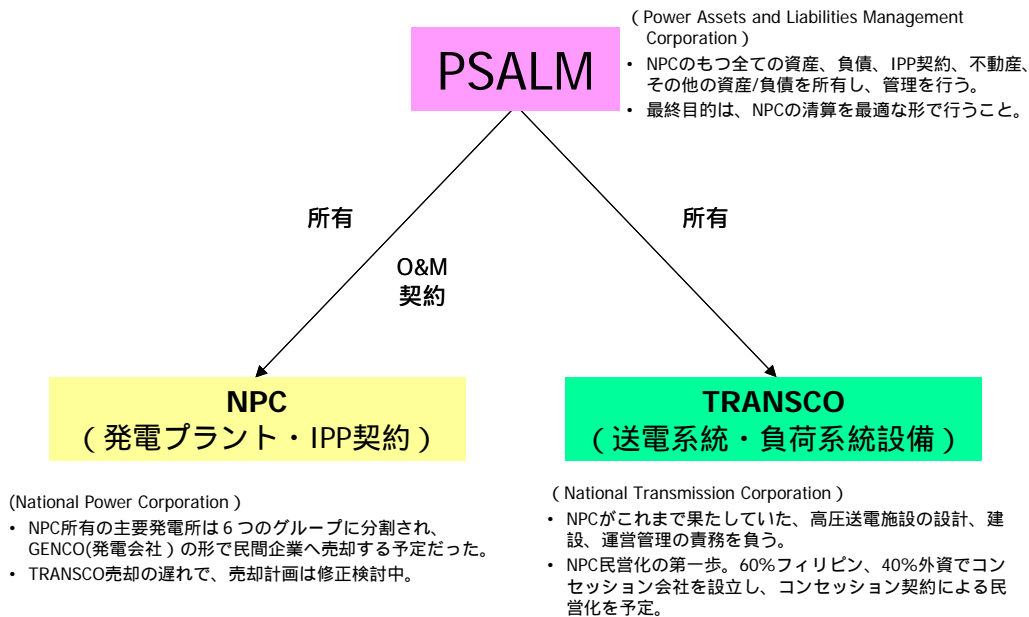 PSALM
（Power Assets and Liabilities Management
Corporation）
• NPCのもつ全ての資産、負債、IPP契約、不動産、
その他の資産/負債を所有し、管理を行う。
• 最終目的は、NPCの清算を最適な形で行うこと。
所有
所有
O&M
契約
NPC
（発電プラント・IPP契約）
TRANSCO
（送電系統・負荷系統設備）
(National Power Corporation）
• NPC所有の主要発電所は６つのグループに分割され、
GENCO(発電会社）の形で民間企業へ売却する予定だった。
• TRANSCO売却の遅れで、売却計画は修正検討中。
（National Transmission Corporation）
• NPCがこれまで果たしていた、高圧送電施設の設計、建
設、運営管理の責務を負う。
• NPC民営化の第一歩。60%フィリピン、40%外資でコン
セッション会社を設立し、コンセッション契約による民
営化を予定。